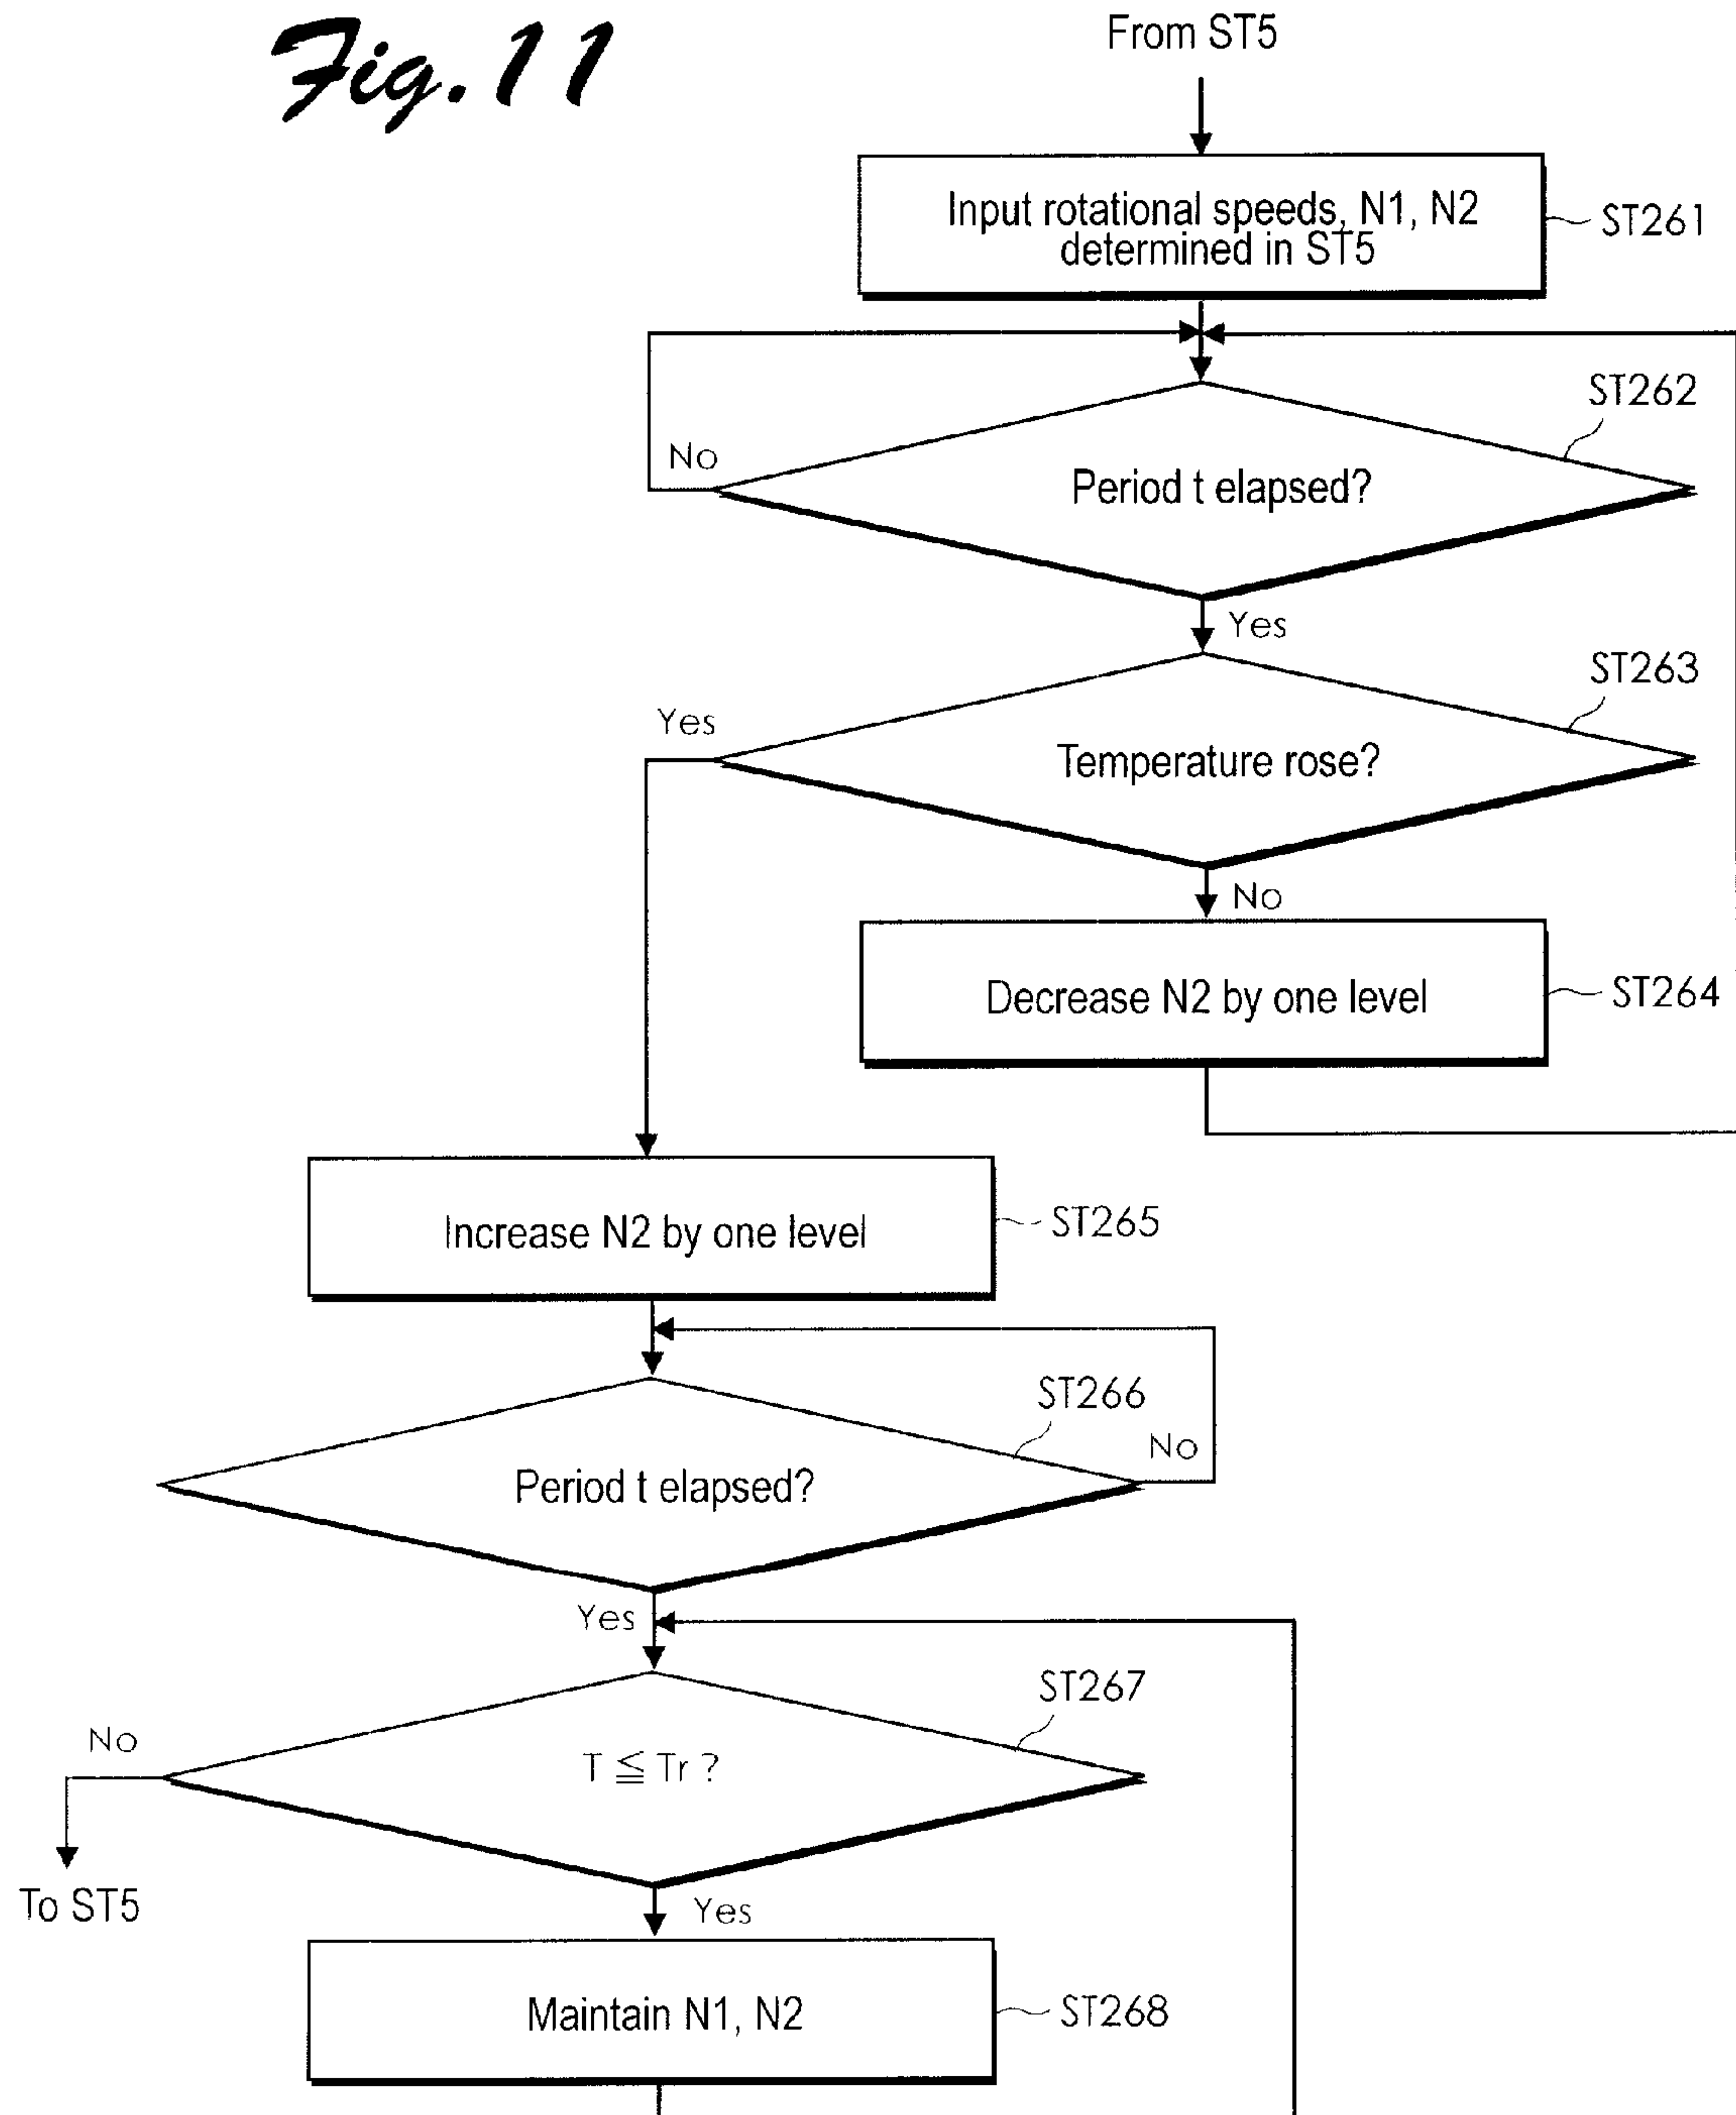 Fig. 11
From ST5
Input rotational speeds, N1, N2
determined in ST5
ST261
ST262
No
Period t elapsed?
Yes
ST263
Yes
Temperature rose?
No
Decrease N2 by one level
ST264
Increase N2 by one level
ST265
ST266
No
Period t elapsed?
Yes
ST267
No
T ≦ Tr ?
To ST5
Yes
Maintain N1, N2
ST268